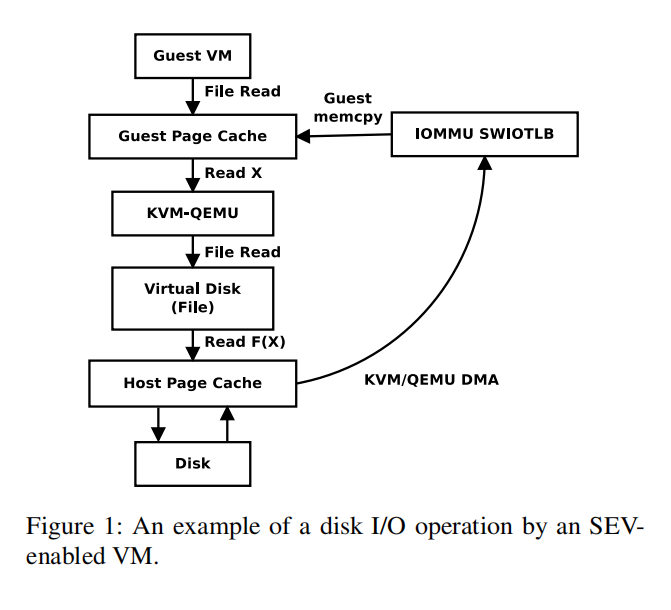 Guest VM
File Read
Guest
memcpy
Guest Page Cache
IOMMU SWIOTLB
Read X
KVM-QEMU
File Read
Virtual Disk
(File)
Read F(X)
Host Page Cache
KVM/QEMU DMA
Disk
Figure 1: An example of a disk I/O operation by an SEV-
enabled VM.